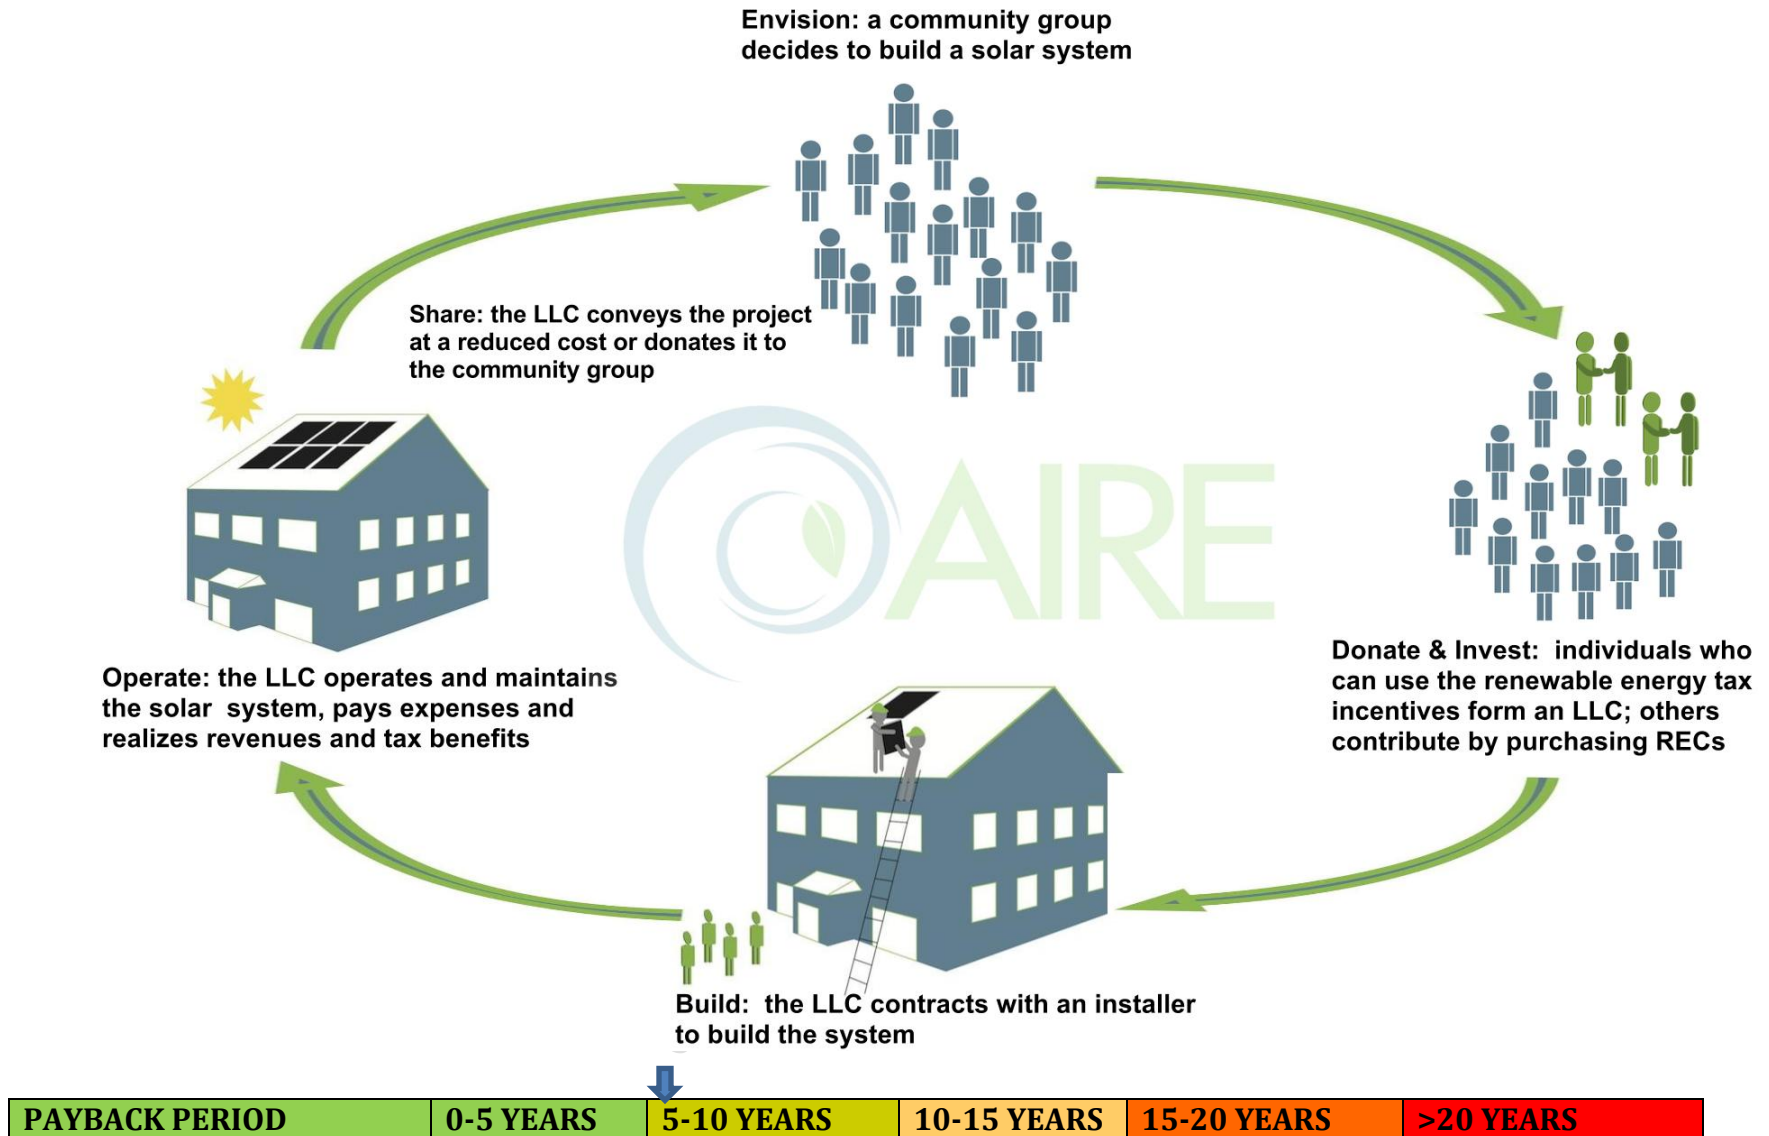 Envision: a community group
decides to build a solar system
Share: the LLC conveys the project
at a reduced cost or donates it to
the community group
AIRE
Donate & Invest: individuals who
can use the renewable energy tax
incentives form an LLC; others
contribute by purchasing RECs
Operate: the LLC operates and maintains
the solar system, pays expenses and
realizes revenues and tax benefits
Build: the LLC contracts with an installer
to build the system
PAYBACK PERIOD 0-5 YEARS 5-10 YEARS 10-15 YEARS 15-20 YEARS >20 YEARS